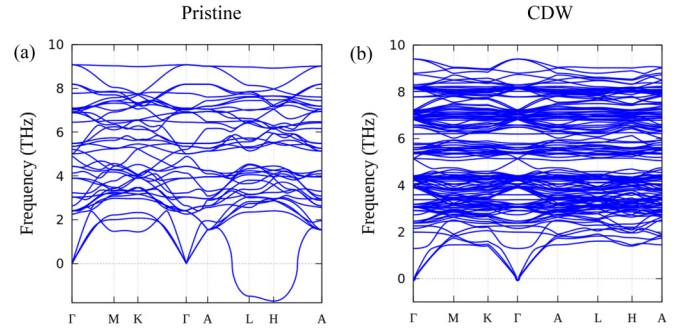 Pristine
CDW
(a)
(b)
Frequency (THz)
10
8
6
4
2
0
Γ M K Γ A L H A
Frequency (THz)
10
8
6
4
2
0
Γ M K Γ A L H A